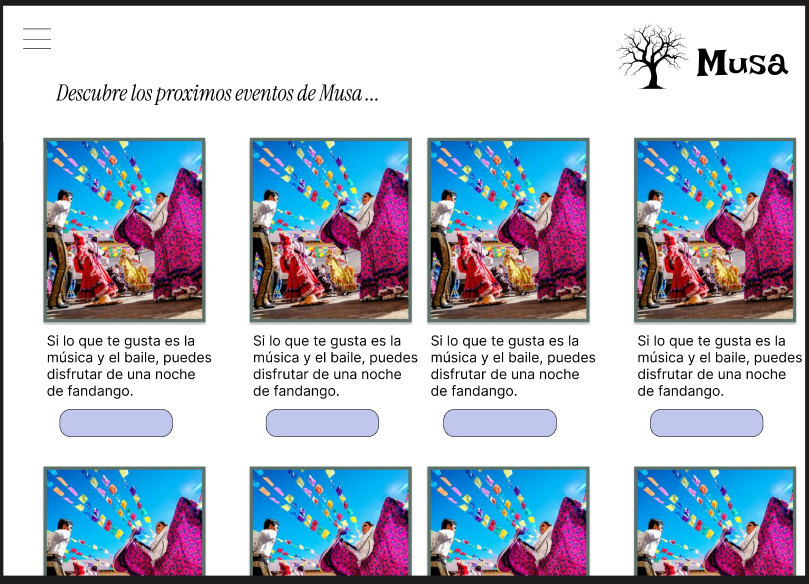 Musa
Descubre los proximos eventos de Musa...
Si lo que te gusta es la
música y el baile, puedes
disfrutar de una noche
de fandango.
Si lo que te gusta es la
música y el baile, puedes
disfrutar de una noche
de fandango.
Si lo que te gusta es la
música y el baile, puedes
disfrutar de una noche
de fandango.
Si lo que te gusta es la
música y el baile, puedes
disfrutar de una noche
de fandango.